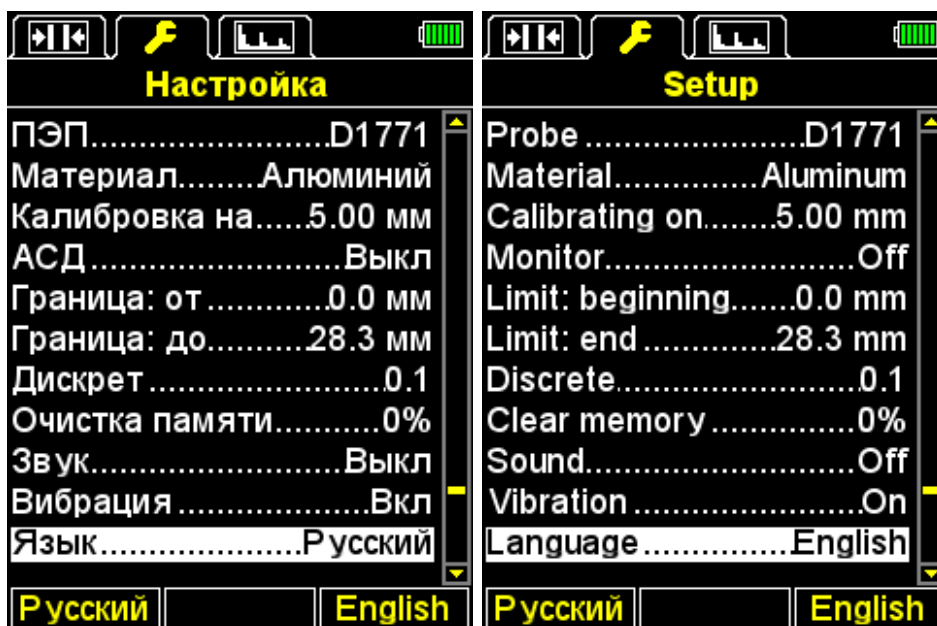 Настройка
ПЭП.......................D1771
Материал.........Алюминий
Калибровка на......5.00 мм
АСД........................Выкл
Граница: от............0.0 мм
Граница: до..........28.3 мм
Дискрет......................0.1
Очистка памяти...........0%
Звук........................Выкл
Вибрация...................Вкл
Язык....................Русский
Русский
English
Setup
Probe.....................D1771
Material..............Aluminum
Calibrating on.......5.00 mm
Monitor........................Off
Limit: beginning.......0.0 mm
Limit: end.............28.3 mm
Discrete.......................0.1
Clear memory..............0%
Sound..........................Off
Vibration......................On
Language...............English
Русский
English